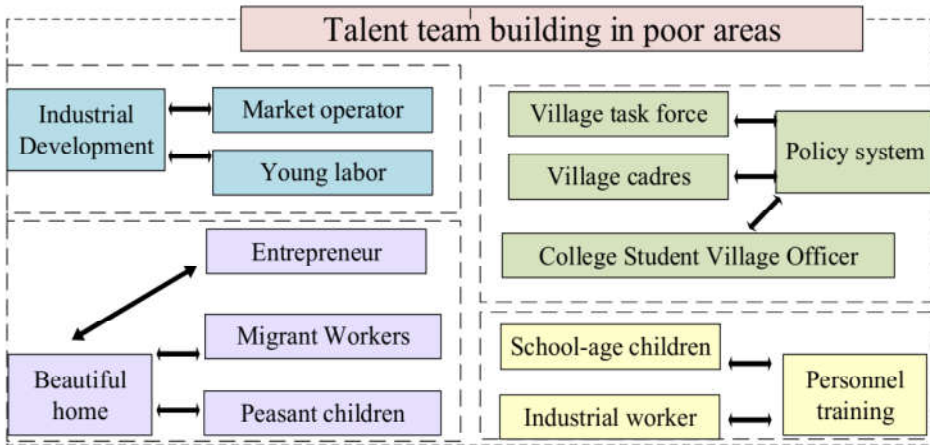 Talent team building in poor areas
Industrial
Development
Market operator
Young labor
Village task force
Village cadres
Policy system
College Student Village Officer
Entrepreneur
Migrant Workers
Peasant children
Beautiful
home
School-age children
Industrial worker
Personnel
training